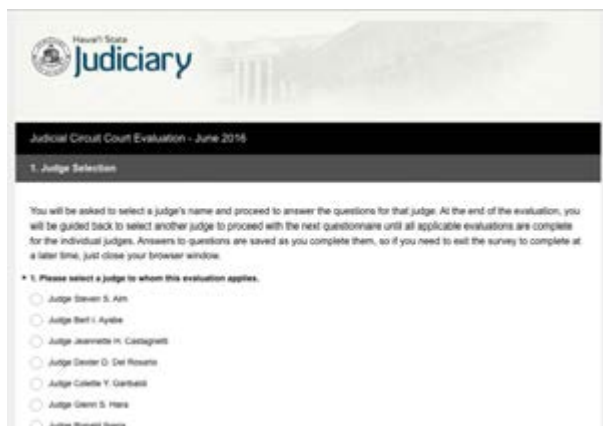 Hawai'i State
Judiciary
Judicial Circuit Court Evaluation - June 2016
1. Judge Selection
You will be asked to select a judge's name and proceed to answer the questions for that judge. At the end of the evaluation, you
will be guided back to select another judge to proceed with the next questionnaire until all applicable evaluations are complete
for the individual judges. Answers to questions are saved as you complete them, so if you need to exit the survey to complete at
a later time, just close your browser window.
* 1. Please select a judge to whom this evaluation applies.
Judge Steven S. Alm
Judge Bert I. Ayabe
Judge Jeannette H. Castagnetti
Judge Dexter D. Del Rosario
Judge Colette Y. Garibaldi
Judge Glenn S. Hara
Judge Ronald Ibarra